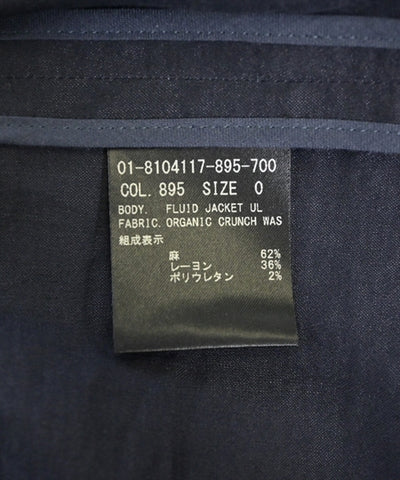 01-8104117-895-700
COL. 895 SIZE 0
BODY. FLUID JACKET UL
FABRIC. ORGANIC CRUNCH WAS
組成表示
麻 62%
レーヨン 36%
ポリウレタン 2%